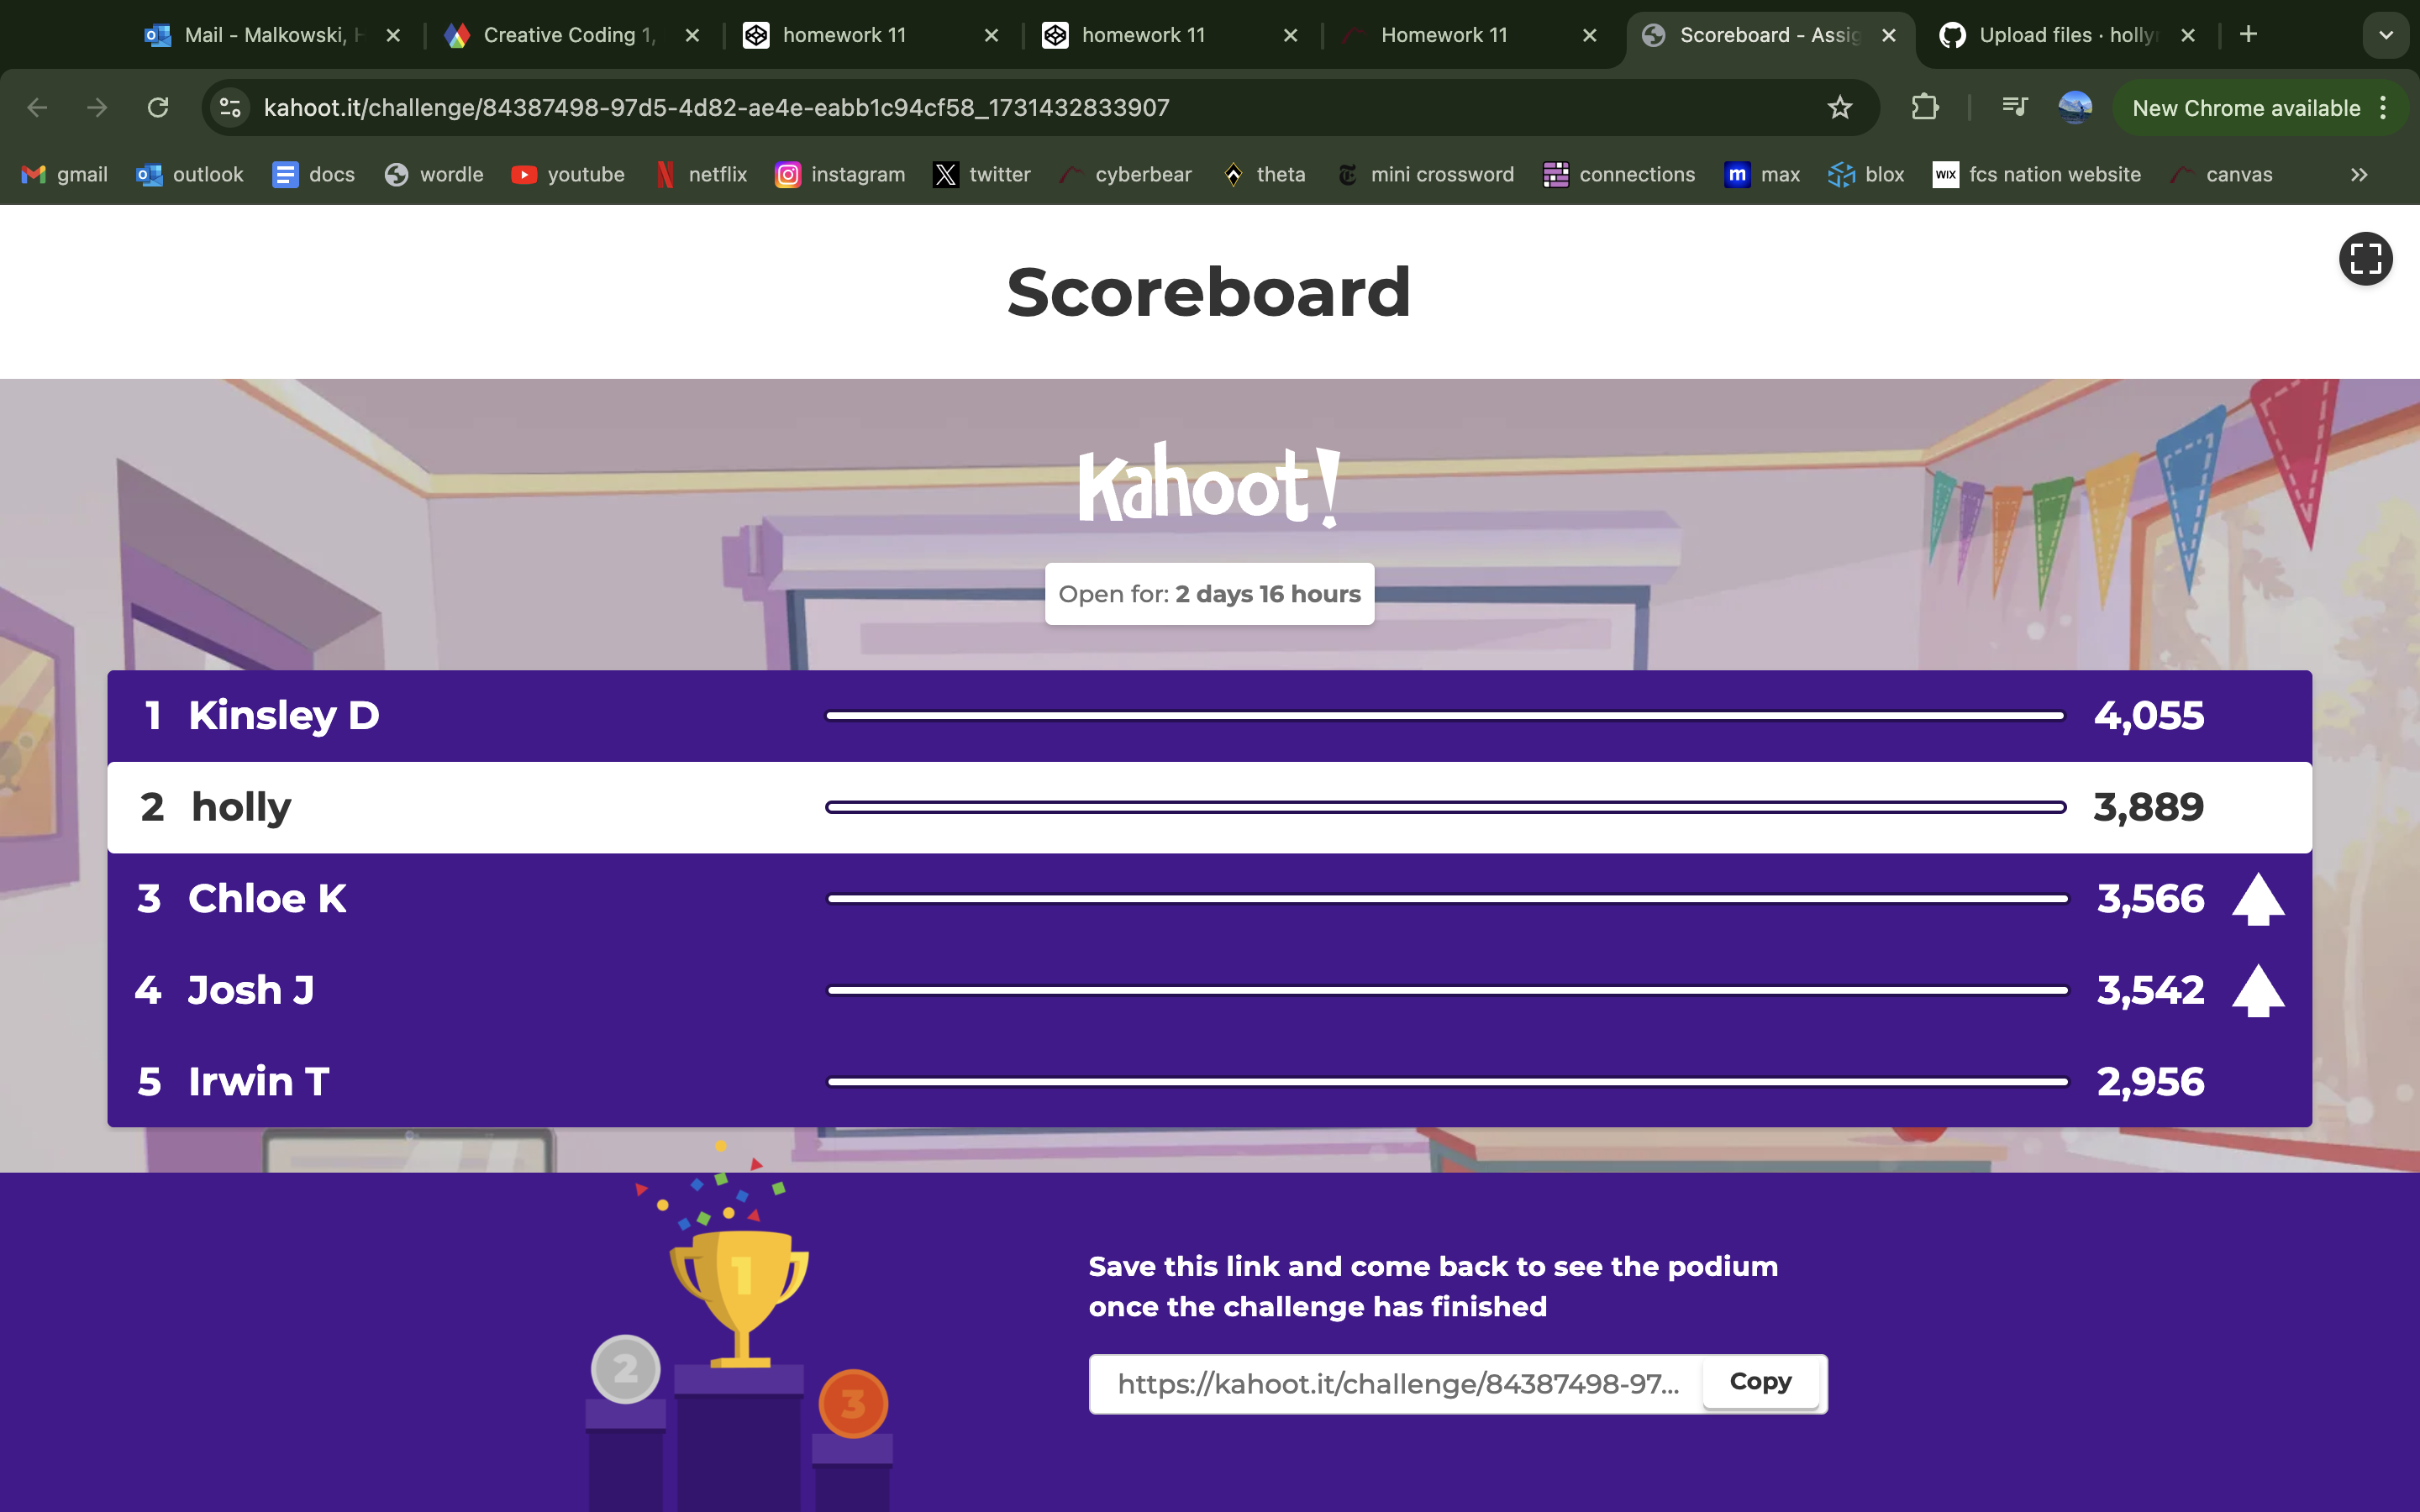 Mail - Malkowski, H
Creative Coding 1,
homework 11
homework 11
Homework 11
Scoreboard - Assig
Upload files · holly
kahoot.it/challenge/84387498-97d5-4d82-ae4e-eabb1c94cf58_1731432833907
New Chrome available
gmail
outlook
docs
wordle
youtube
netflix
instagram
twitter
cyberbear
theta
mini crossword
connections
m
max
blox
WIX
fcs nation website
canvas
Scoreboard
Kahoot!
Open for: 2 days 16 hours
1 Kinsley D 4,055
2 holly 3,889
3 Chloe K 3,566
4 Josh J 3,542
5 Irwin T 2,956
1
2
3
Save this link and come back to see the podium
once the challenge has finished
https://kahoot.it/challenge/84387498-97... Copy